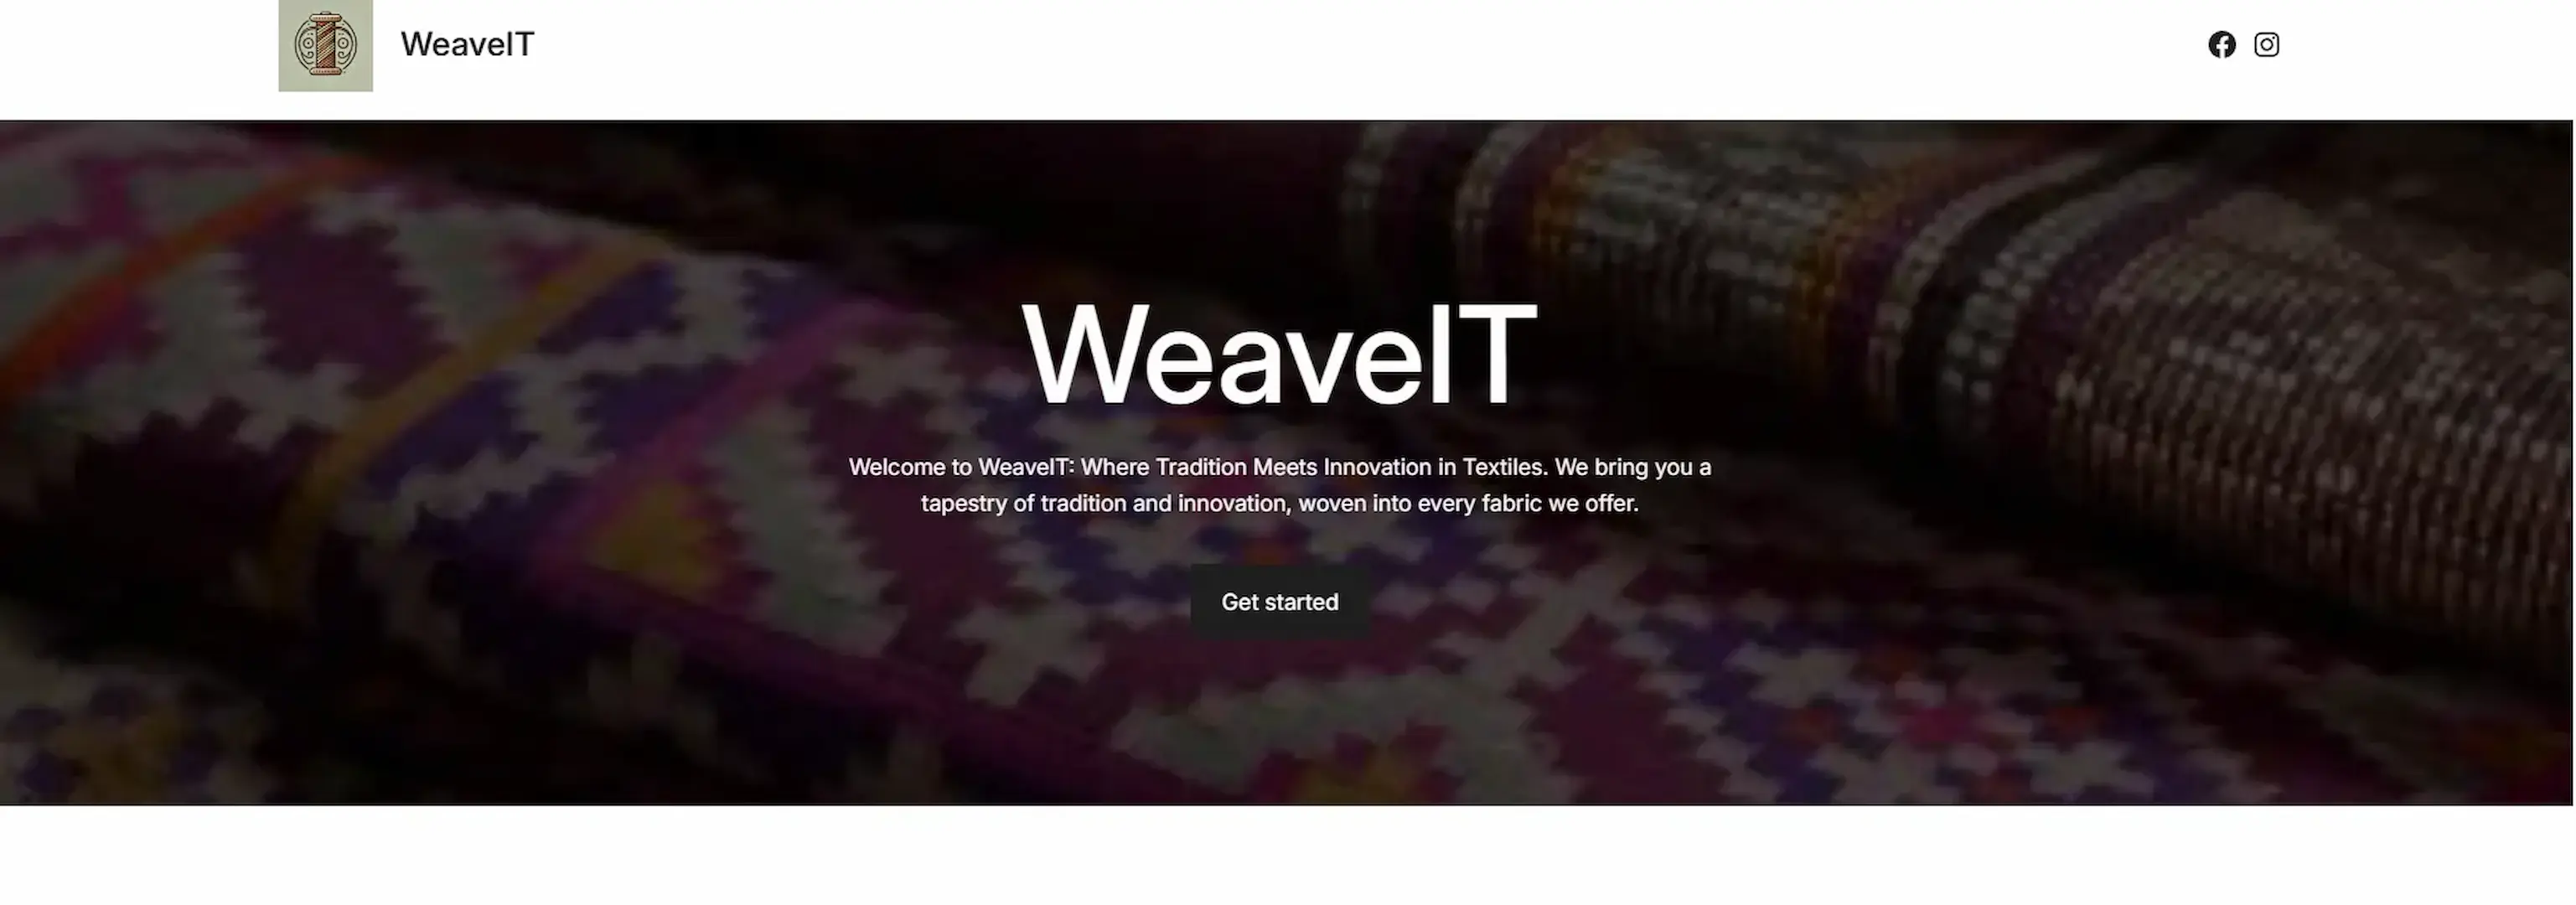 WeaveIT
WeaveIT
Welcome to WeaveIT: Where Tradition Meets Innovation in Textiles. We bring you a
tapestry of tradition and innovation, woven into every fabric we offer.
Get started